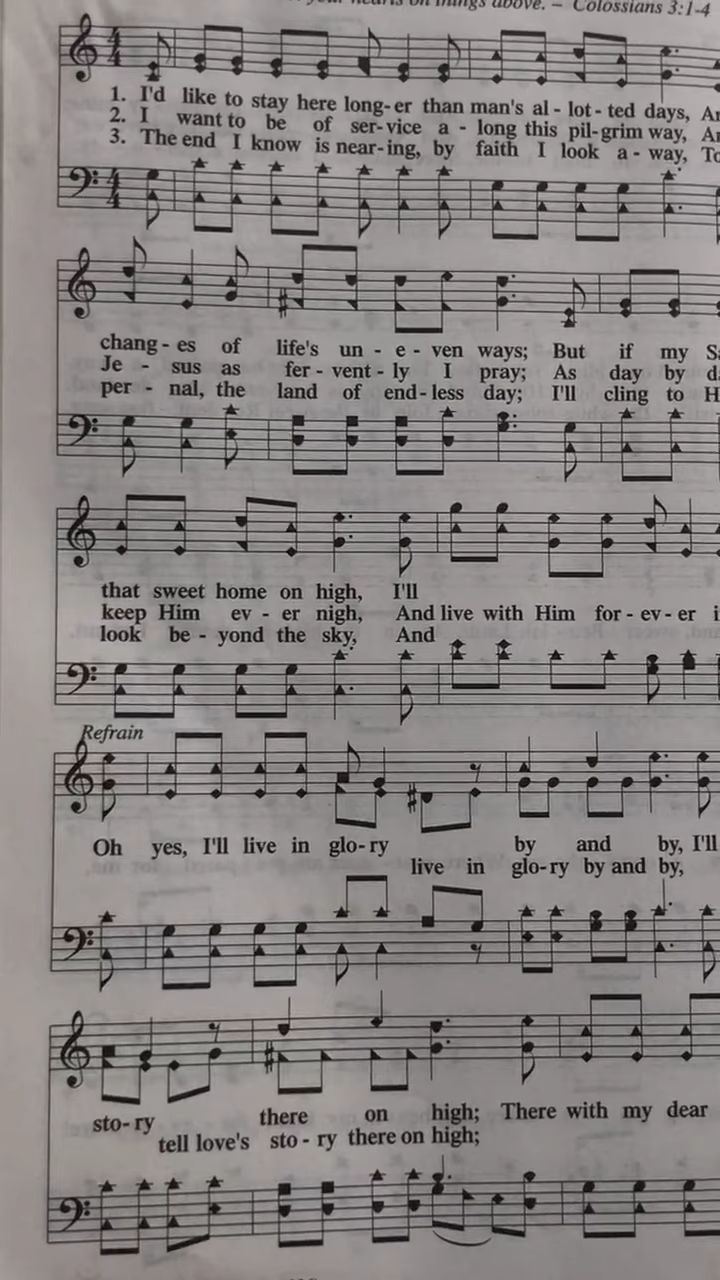 hearts on things above. – Colossians 3:1-4
1. I'd like to stay here long-er than man's al - lot - ted days,
2. I want to be of ser-vice a - long this pil-grim way,
3. The end I know is near-ing, by faith I look a - way,
chang - es of life's un - e - ven ways; But if my
Je - sus as fer - vent - ly I pray; As day by
per - nal, the land of end - less day; I'll cling to
that sweet home on high, I'll
keep Him ev - er nigh, And live with Him for - ev - er
look be - yond the sky, And
Refrain
Oh yes, I'll live in glo-ry by and by, I'll
live in glo-ry by and by,
sto- ry there on high; There with my dear
tell love's sto - ry there on high;